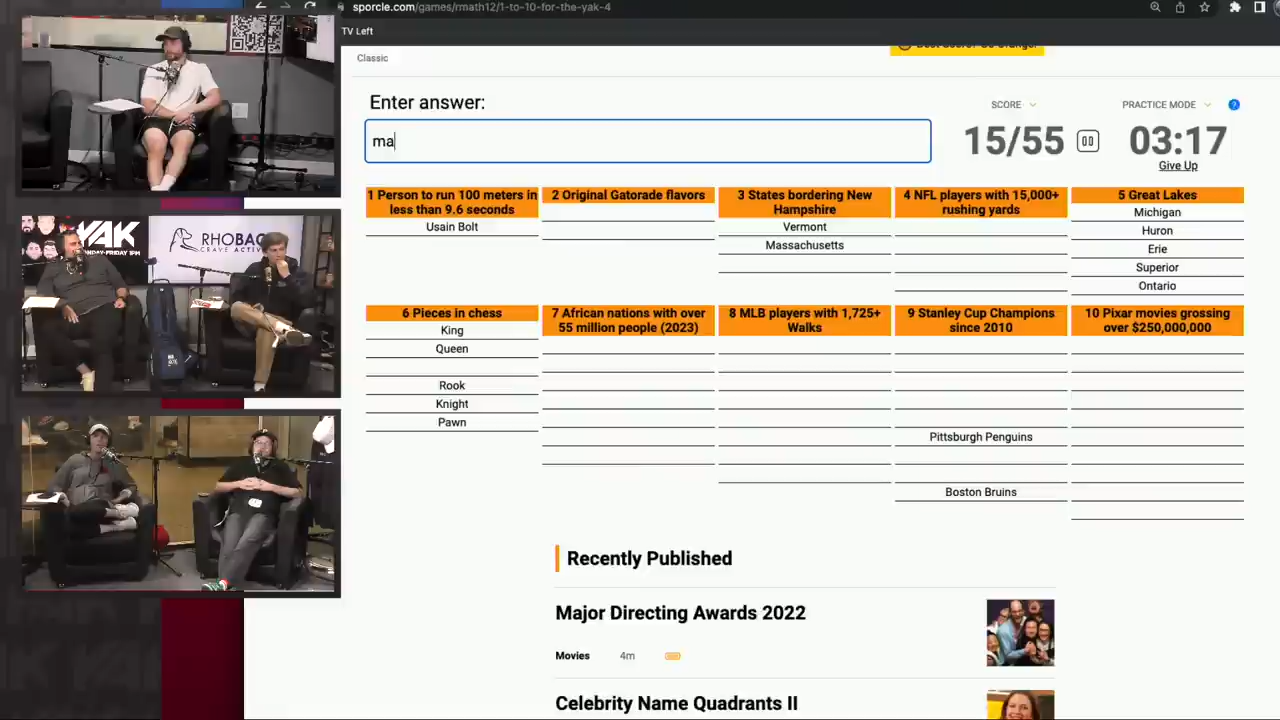 sporcle.com/games/rmath12/1-to-10-for-the-yak-4
TV Left
Classic
Enter answer:
ma
SCORE
15/55
PRACTICE MODE
?
03:17
Give Up
1 Person to run 100 meters in
less than 9.6 seconds
Usain Bolt
2 Original Gatorade flavors
3 States bordering New
Hampshire
Vermont
Massachusetts
4 NFL players with 15,000+
rushing yards
5 Great Lakes
Michigan
Huron
Erie
Superior
Ontario
6 Pieces in chess
King
Queen
Rook
Knight
Pawn
7 African nations with over
55 million people (2023)
8 MLB players with 1,725+
Walks
9 Stanley Cup Champions
since 2010
Pittsburgh Penguins
Boston Bruins
10 Pixar movies grossing
over $250,000,000
Recently Published
Major Directing Awards 2022
Movies 4m
Celebrity Name Quadrants II
YAK
RHOBAC